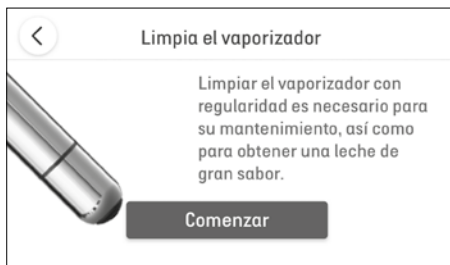 Limpia el vaporizador
Limpiar el vaporizador con
regularidad es necesario para
su mantenimiento, así como
para obtener una leche de
gran sabor.
Comenzar